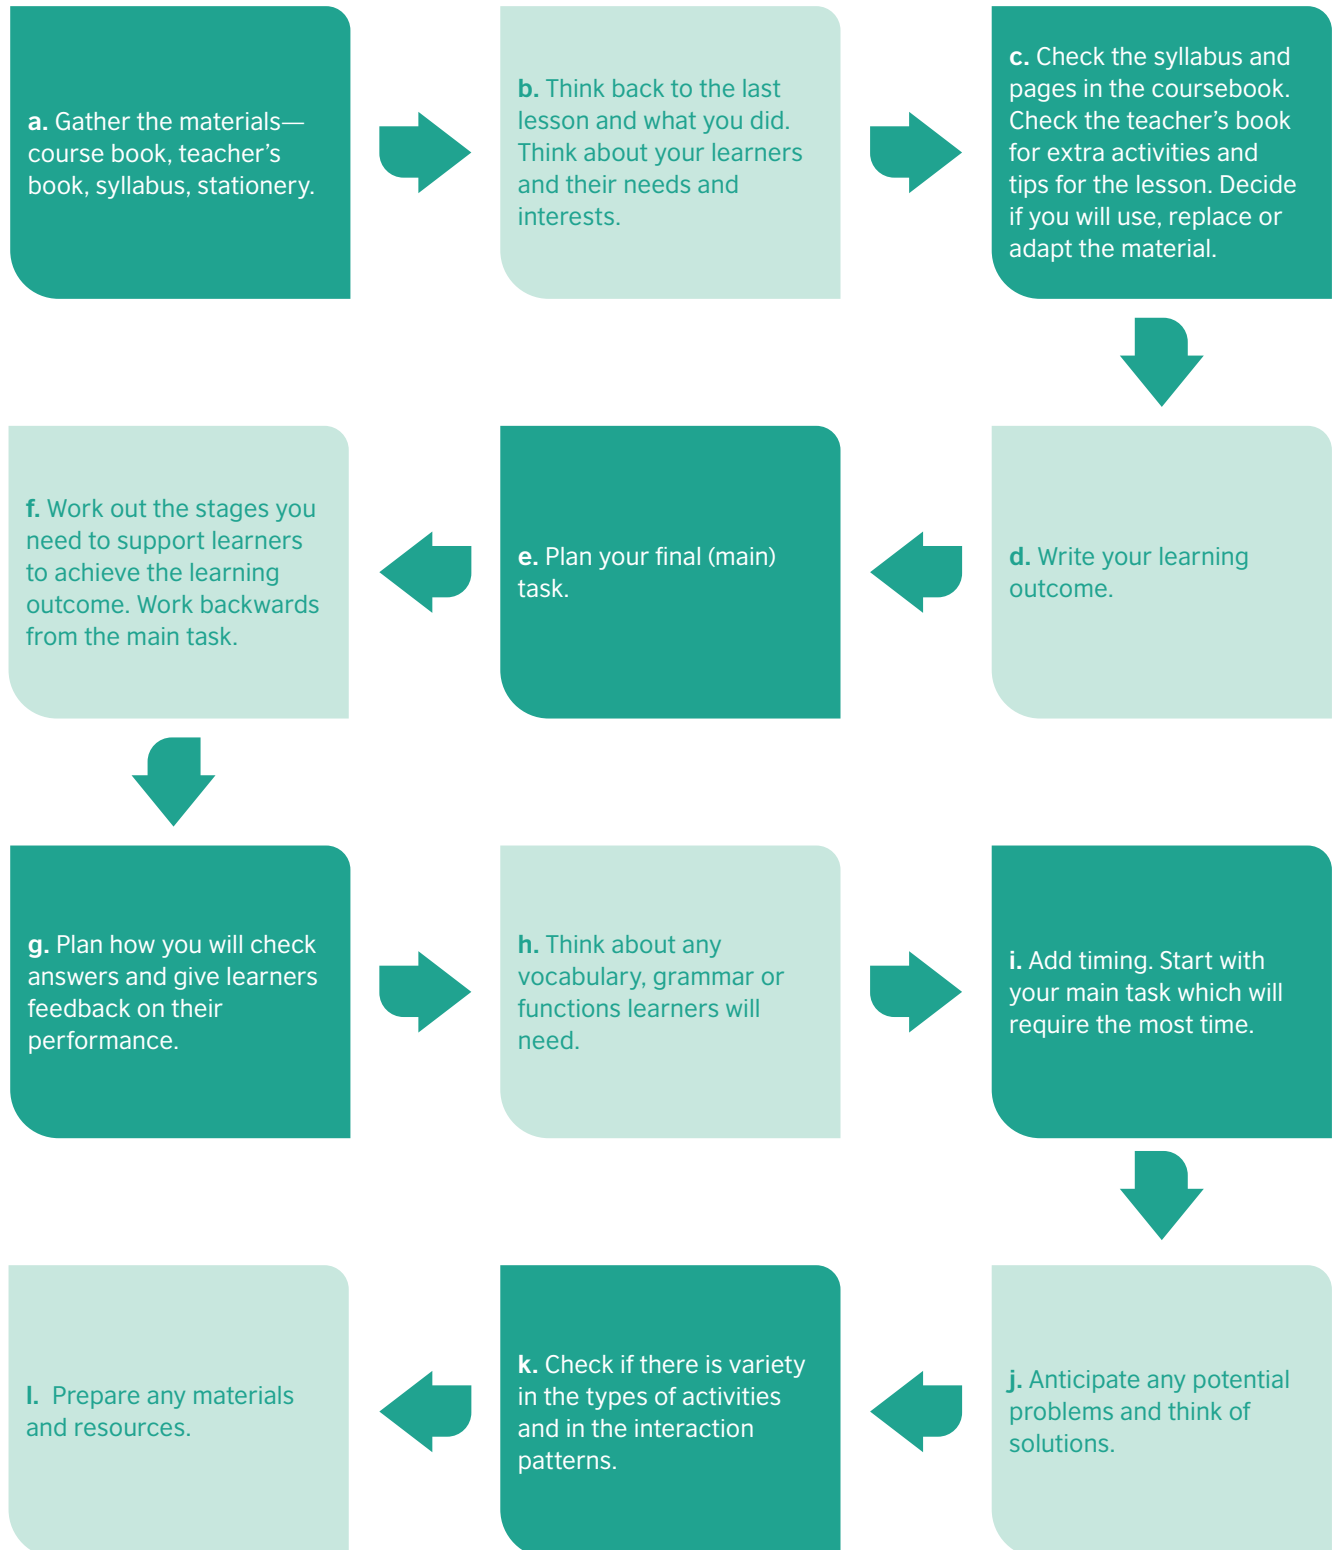 a. Gather the materials—
course book, teacher's
book, syllabus, stationery.
b. Think back to the last
lesson and what you did.
Think about your learners
and their needs and
interests.
c. Check the syllabus and
pages in the coursebook.
Check the teacher's book
for extra activities and
tips for the lesson. Decide
if you will use, replace or
adapt the material.
d. Write your learning
outcome.
e. Plan your final (main)
task.
f. Work out the stages you
need to support learners
to achieve the learning
outcome. Work backwards
from the main task.
g. Plan how you will check
answers and give learners
feedback on their
performance.
h. Think about any
vocabulary, grammar or
functions learners will
need.
i. Add timing. Start with
your main task which will
require the most time.
j. Anticipate any potential
problems and think of
solutions.
k. Check if there is variety
in the types of activities
and in the interaction
patterns.
l. Prepare any materials
and resources.